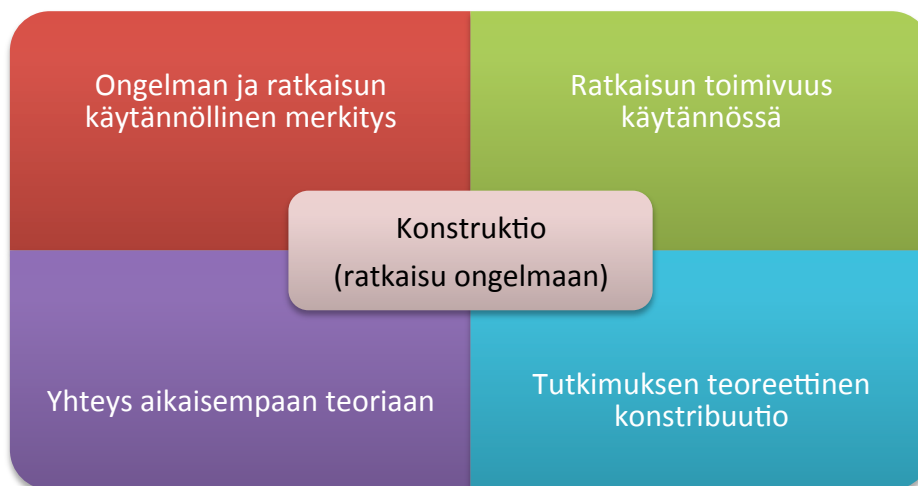 Ongelman ja ratkaisun
käytännöllinen merkitys
Ratkaisun toimivuus
käytännössä
Konstruktio
(ratkaisu ongelmaan)
Yhteys aikaisempaan teoriaan
Tutkimuksen teoreettinen
konstribuutio